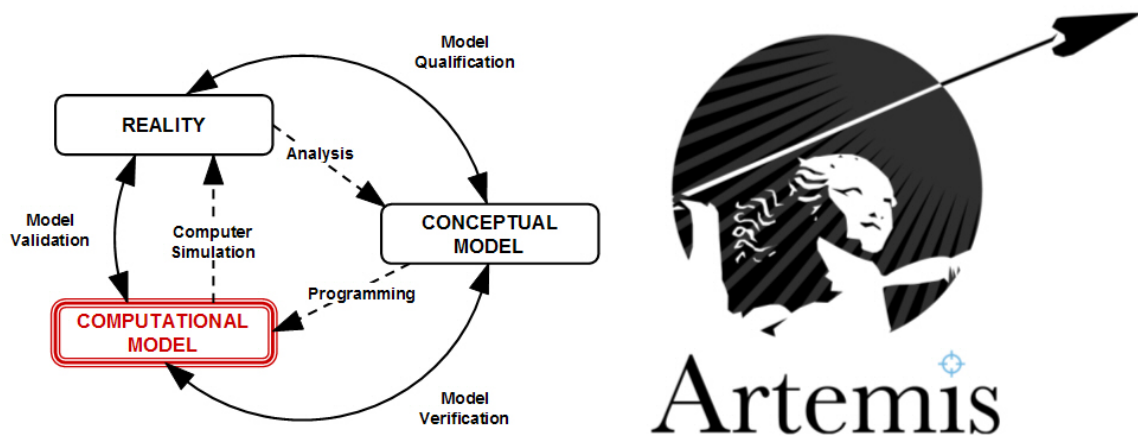 Model
Qualification
REALITY
Analysis
Model
Validation
Computer
Simulation
CONCEPTUAL
MODEL
Programming
COMPUTATIONAL
MODEL
Model
Verification
Artemis